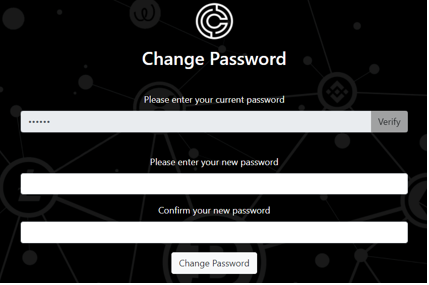 Change Password
Please enter your current password
••••••
Verify
Please enter your new password
Confirm your new password
Change Password